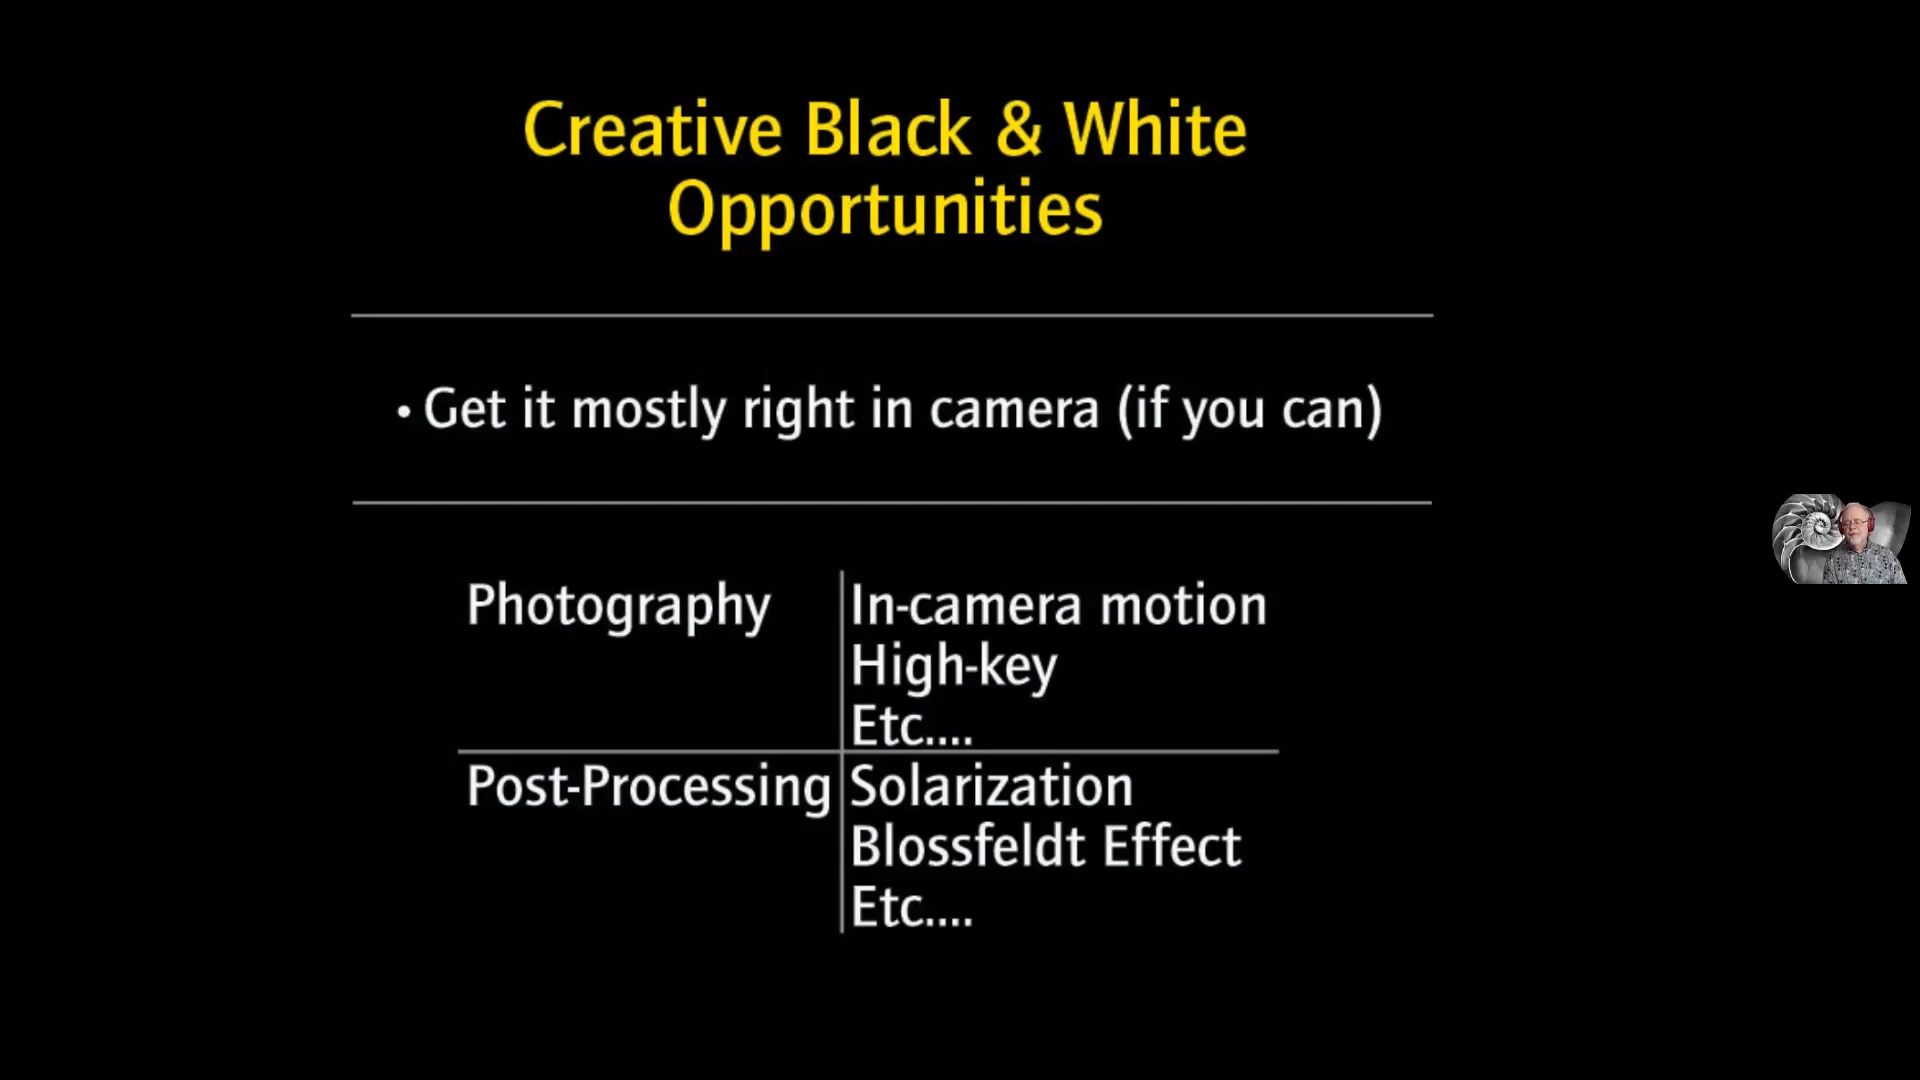 Creative Black & White
Opportunities
• Get it mostly right in camera (if you can)
Photography
In-camera motion
High-key
Etc....
Post-Processing
Solarization
Blossfeldt Effect
Etc....